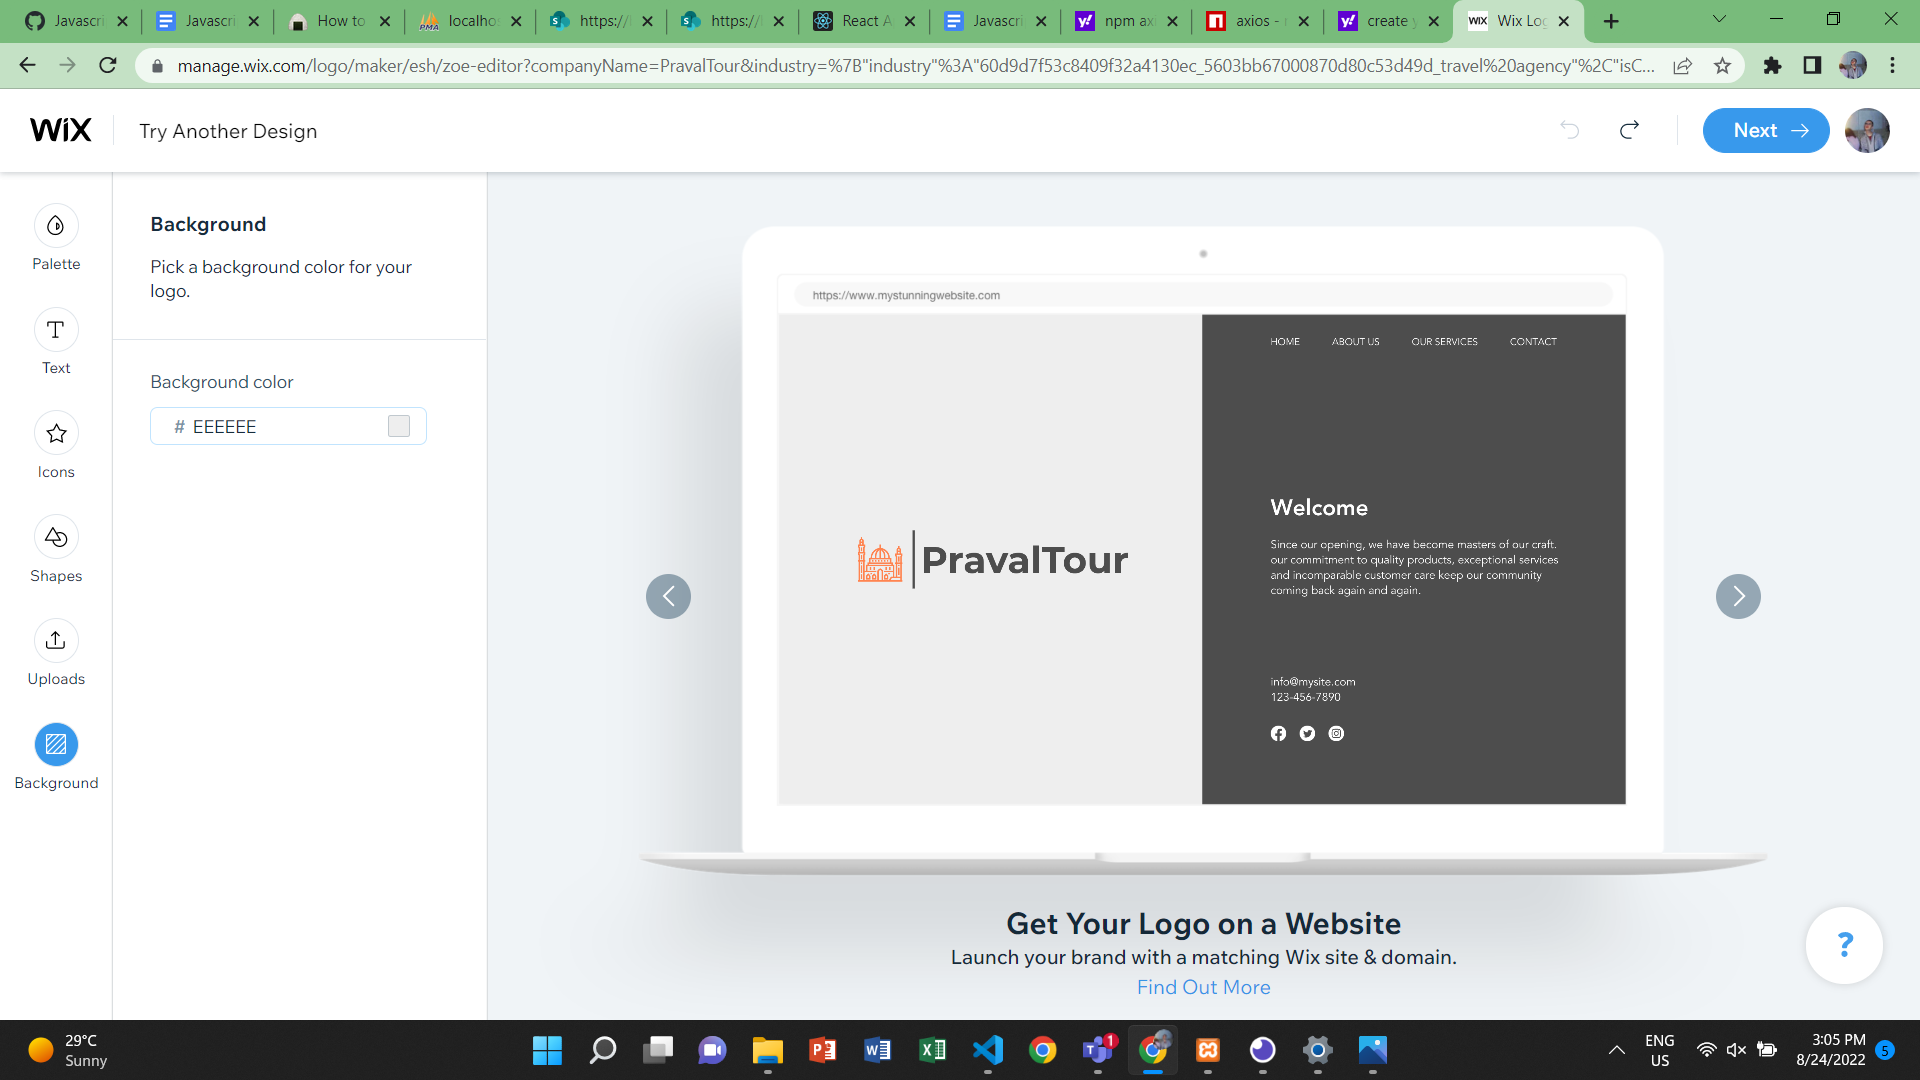 Javascri
Javascri
How to
localhos
https://l
https://l
React A
Javascri
npm axi
axios - n
create y
WIX Wix Log
manage.wix.com/logo/maker/esh/zoe-editor?companyName=PravalTour&industry=%7B"industry"%3A"60d9d7f53c8409f32a4130ec_5603bb67000870d80c53d49d_travel%20agency"%2C"isC...
WiX
Try Another Design
Next
Palette
Text
Icons
Shapes
Uploads
Background
Background
Pick a background color for your
logo.
Background color
# EEEEEE
https://www.mystunningwebsite.com
HOME ABOUT US OUR SERVICES CONTACT
PravalTour
Welcome
Since our opening, we have become masters of our craft.
our commitment to quality products, exceptional services
and incomparable customer care keep our community
coming back again and again.
info@mysite.com
123-456-7890
Get Your Logo on a Website
Launch your brand with a matching Wix site & domain.
Find Out More
?
29°C
Sunny
1
ENG
US
3:05 PM
8/24/2022
5